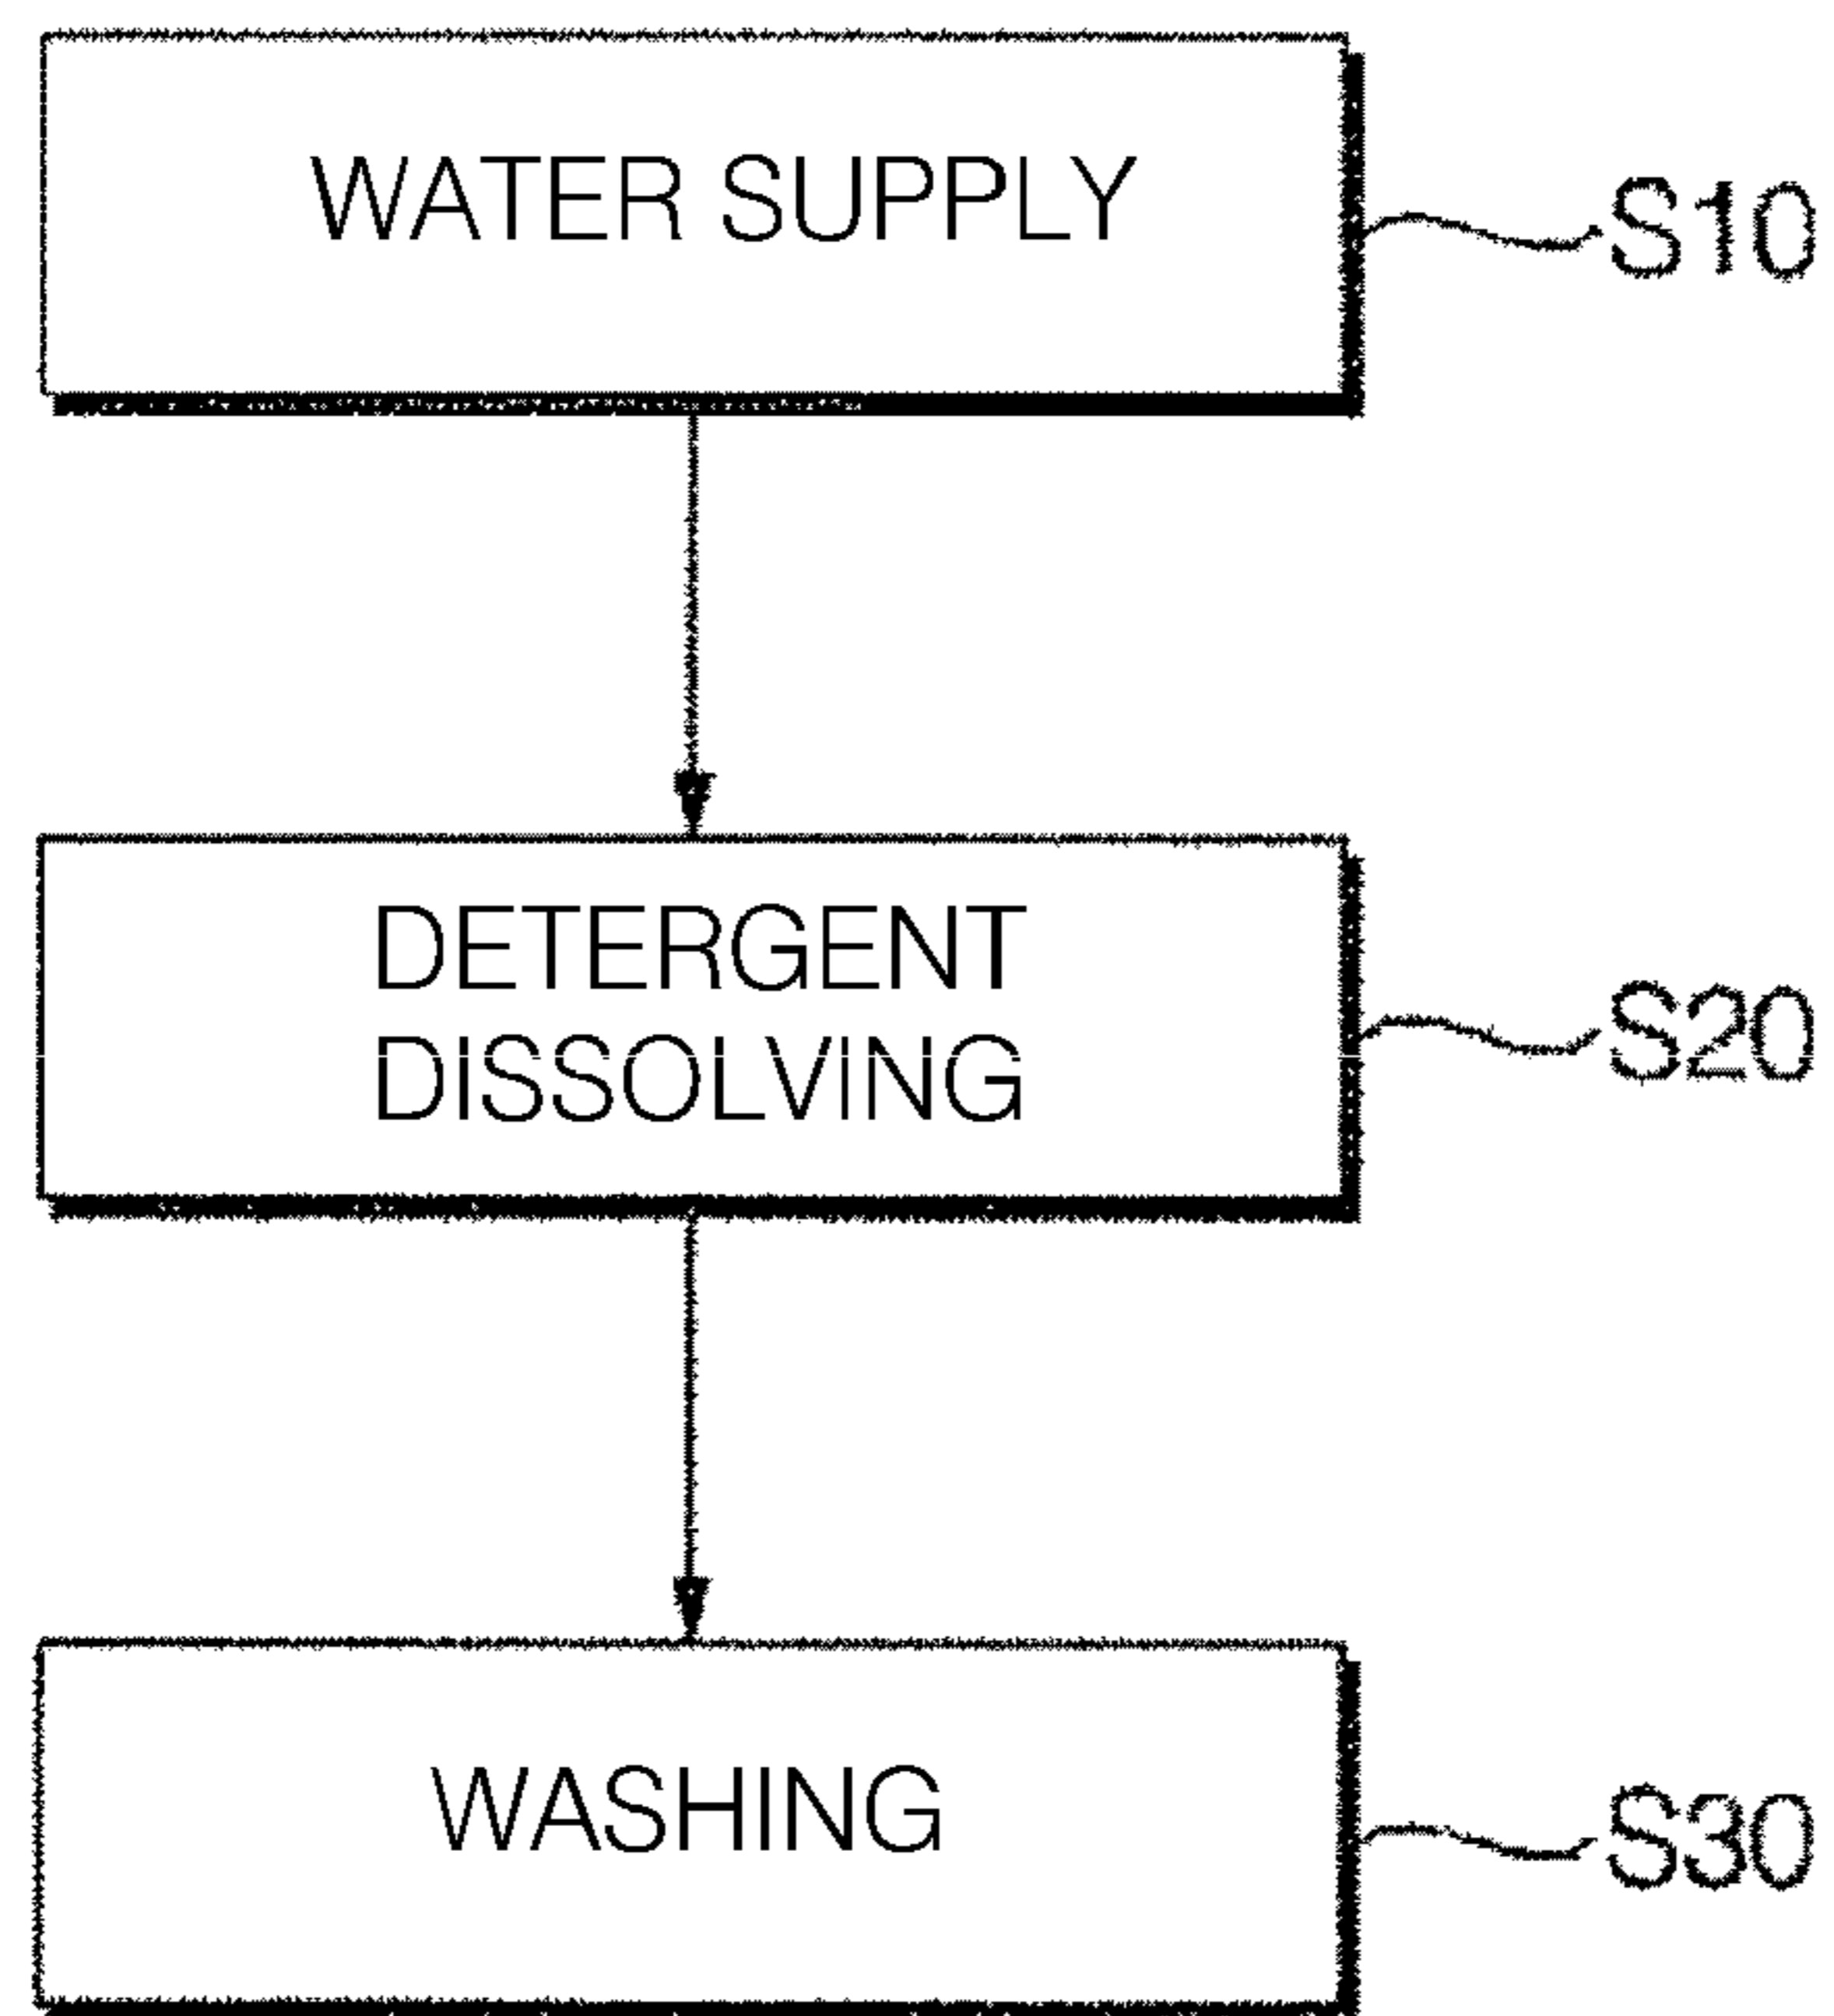 WATER SUPPLY
S10
DETERGENT
DISSOLVING
S20
WASHING
S30